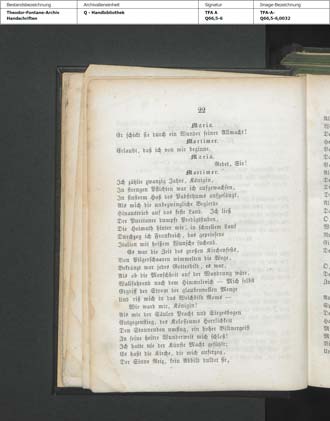 Bestandsbezeichnung
Theodor-Fontane-Archiv
Handschriften
Archivalieneinheit
Q - Handbibliothek
Signatur
TFA A
Q66,5-6
Image-Bezeichnung
TFA-A-
Q66,5-6,0032
22
Maria.
Er schickt sie durch ein Wunder seiner Allmacht!
Mortimer.
Erlaubt, daß ich von mir beginne.
Maria.
Redet, Sir!
Mortimer.
Ich zählte zwanzig Jahre, Königin,
In strengen Pflichten war ich aufgewachsen,
In finsterm Haß des Papstthums aufgesäugt,
Als mich die unbezwingliche Begierde
Hinaustrieb auf das feste Land. Ich ließ
Der Puritaner dumpfe Predigtstuben,
Die Heimath hinter mir, in schnellem Lauf
Durchzog ich Frankreich, das gepriesene
Italien mit heißem Wunsche suchend.
Es war die Zeit des großen Kirchenfests,
Von Pilgerschaaren wimmelten die Wege,
Bekränzt war jedes Gottesbild, es war,
Als ob die Menschheit auf der Wandrung wäre,
Wallfahrend nach dem Himmelreich — Mich selbst
Ergriff der Strom der glaubenvollen Menge
Und riß mich in das Weichbild Roms —
Wie ward mir, Königin!
Als mir der Säulen Pracht und Siegesbogen
Entgegenstieg, des Kolosseums Herrlichkeit
Den Staunenden umfing, ein hoher Bildnergeist
In seine heitre Wunderwelt mich schloß!
Ich hatte nie der Künste Macht gefühlt;
Es haßt die Kirche, die mich auferzog,
Der Sinne Reiz, kein Abbild duldet sie,